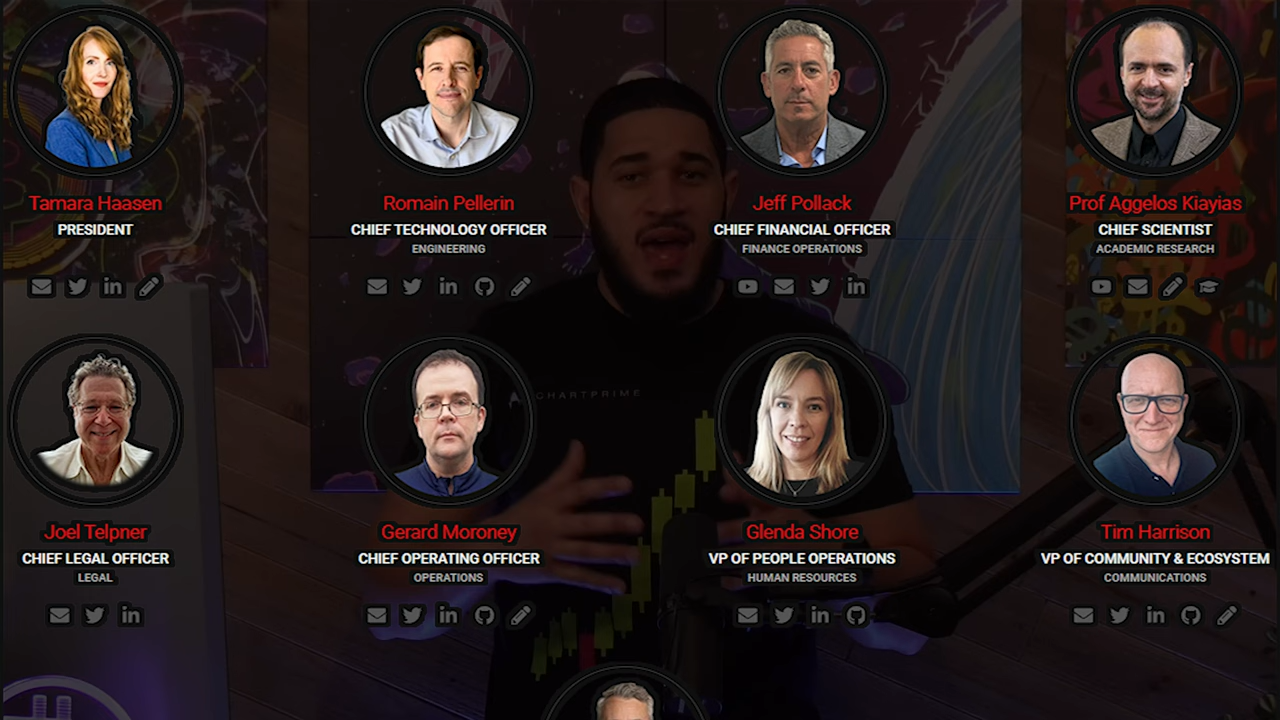 Tamara Haasen
PRESIDENT
Romain Pellerin
CHIEF TECHNOLOGY OFFICER
ENGINEERING
Jeff Pollack
CHIEF FINANCIAL OFFICER
FINANCE OPERATIONS
Prof Aggelos Kiayias
CHIEF SCIENTIST
ACADEMIC RESEARCH
CHARTPRIME
Joel Telpner
CHIEF LEGAL OFFICER
LEGAL
Gerard Moroney
CHIEF OPERATING OFFICER
OPERATIONS
Glenda Shore
VP OF PEOPLE OPERATIONS
HUMAN RESOURCES
Tim Harrison
VP OF COMMUNITY & ECOSYSTEM
COMMUNICATIONS